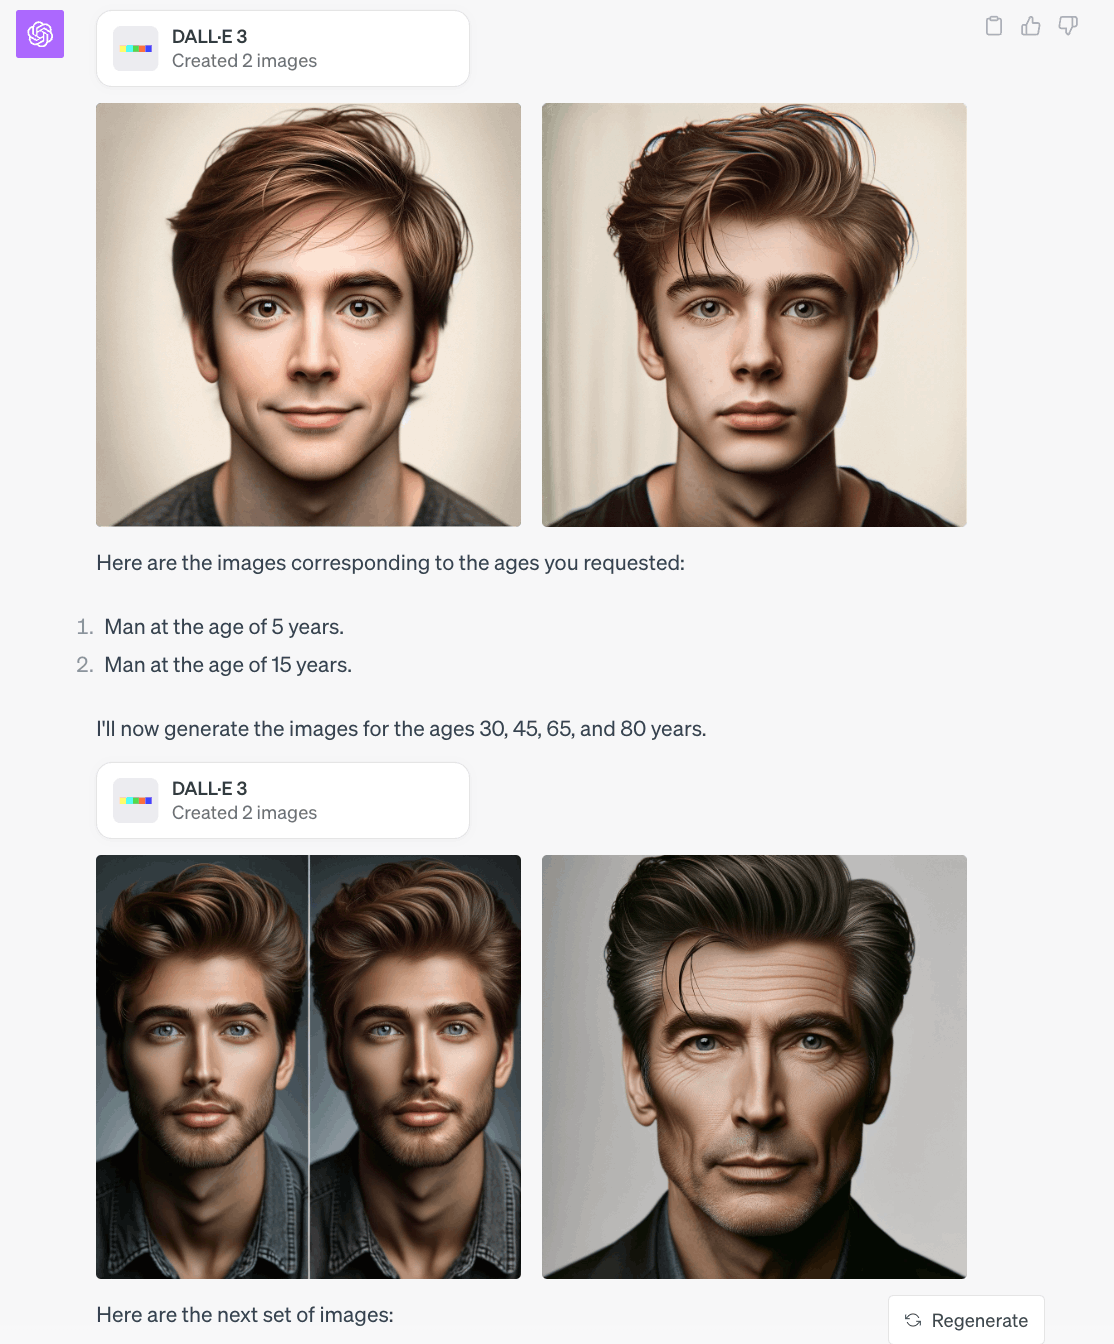 DALL·E 3
Created 2 images
Here are the images corresponding to the ages you requested:
1. Man at the age of 5 years.
2. Man at the age of 15 years.
I'll now generate the images for the ages 30, 45, 65, and 80 years.
DALL·E 3
Created 2 images
Here are the next set of images:
Regenerate